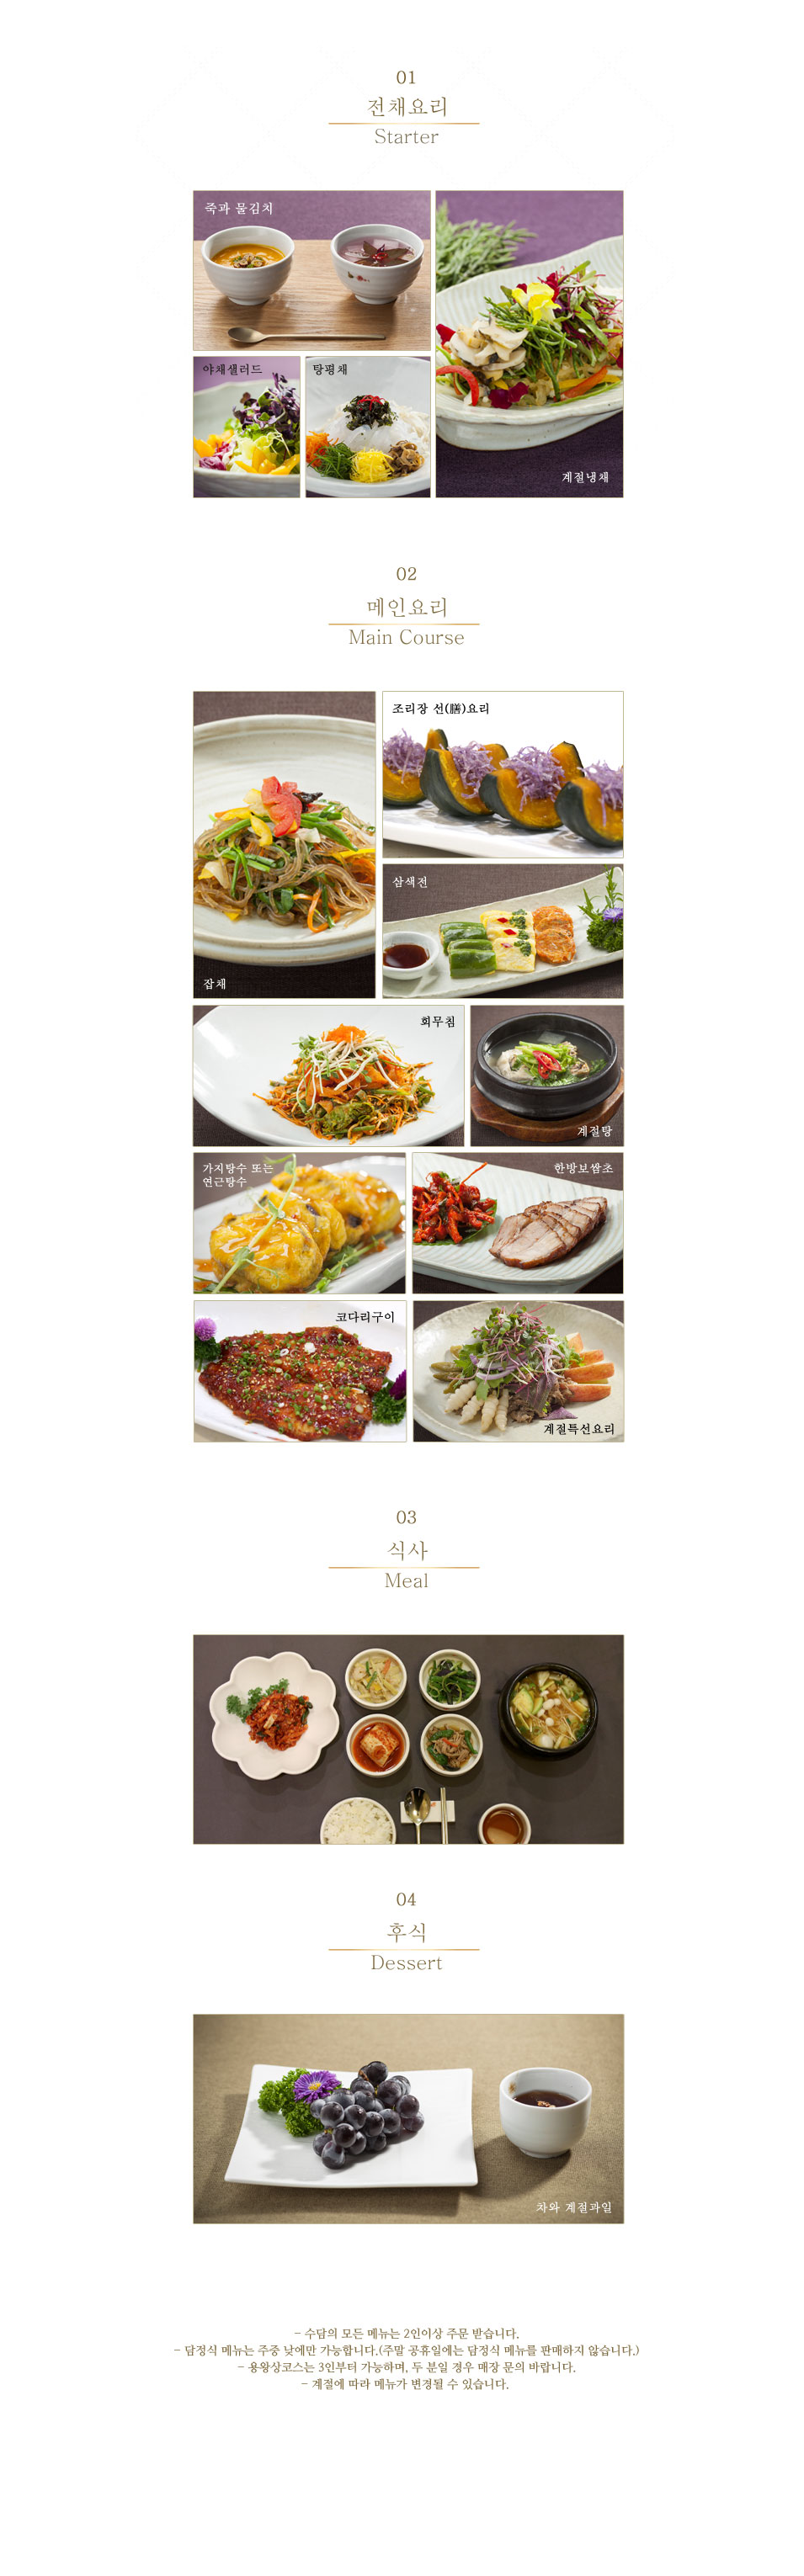 01
전채요리
Starter
죽과 물김치
야채샐러드
탕평채
계절냉채
02
메인요리
Main Course
조리장 선(膳)요리
삼색전
잡채
회무침
계절탕
가지탕수 또는
연근탕수
한방보쌈초
코다리구이
계절특선요리
03
식사
Meal
04
후식
Dessert
차와 계절과일
- 수담의 모든 메뉴는 2인이상 주문 받습니다.
- 담정식 메뉴는 주중 낮에만 가능합니다.(주말 공휴일에는 담정식 메뉴를 판매하지 않습니다.)
- 용왕상코스는 3인부터 가능하며, 두 분일 경우 매장 문의 바랍니다.
- 계절에 따라 메뉴가 변경될 수 있습니다.